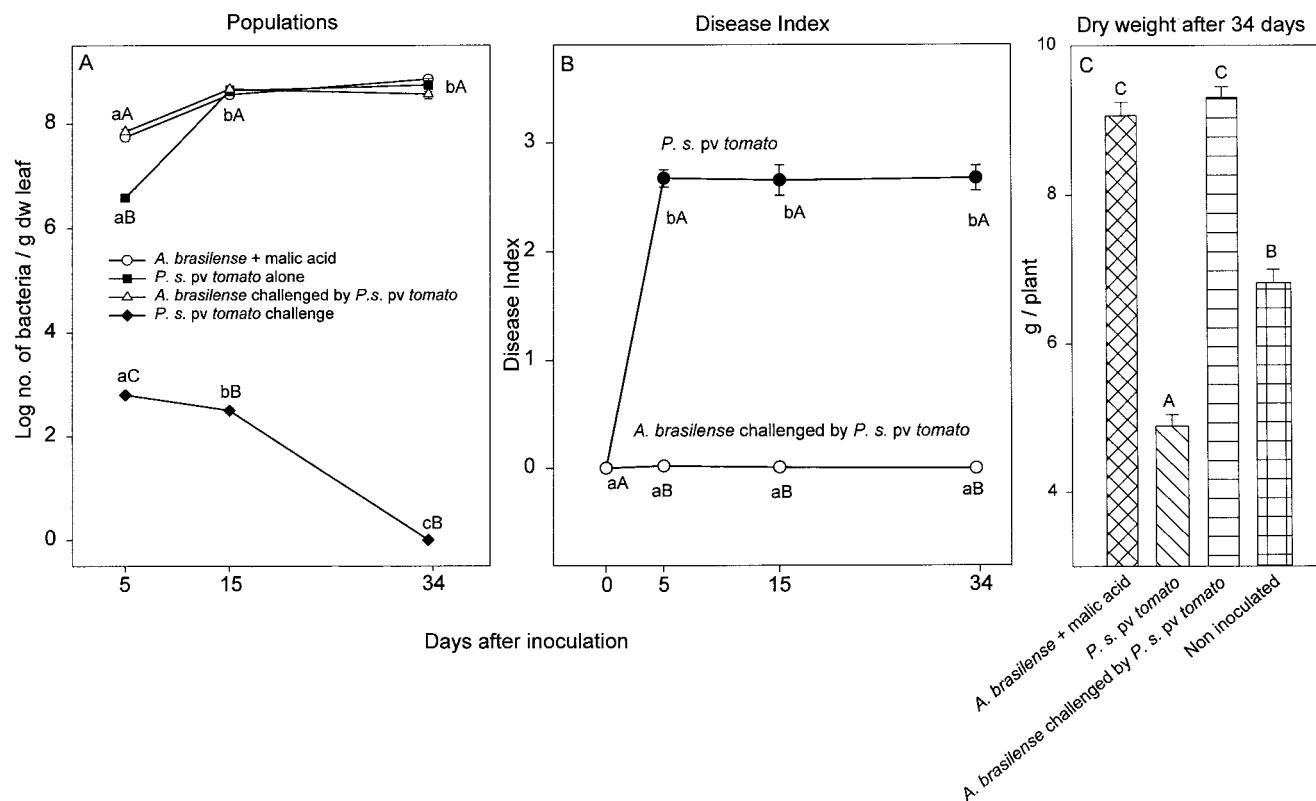 Populations
A
Log no. of bacteria / g dw leaf
8
6
4
2
0
aA
bA
bA
aB
A. brasilense + malic acid
P. s. pv tomato alone
A. brasilense challenged by P.s. pv tomato
P. s. pv tomato challenge
aC
bB
cB
5
15
34
Disease Index
B
Disease Index
3
2
1
0
P. s. pv tomato
bA
bA
bA
A. brasilense challenged by P. s. pv tomato
aA
aB
aB
aB
0
5
15
34
Days after inoculation
Dry weight after 34 days
C
g / plant
10
8
6
4
C
A
C
B
A. brasilense + malic acid
P. s. pv tomato
A. brasilense challenged by P. s. pv tomato
Non inoculated